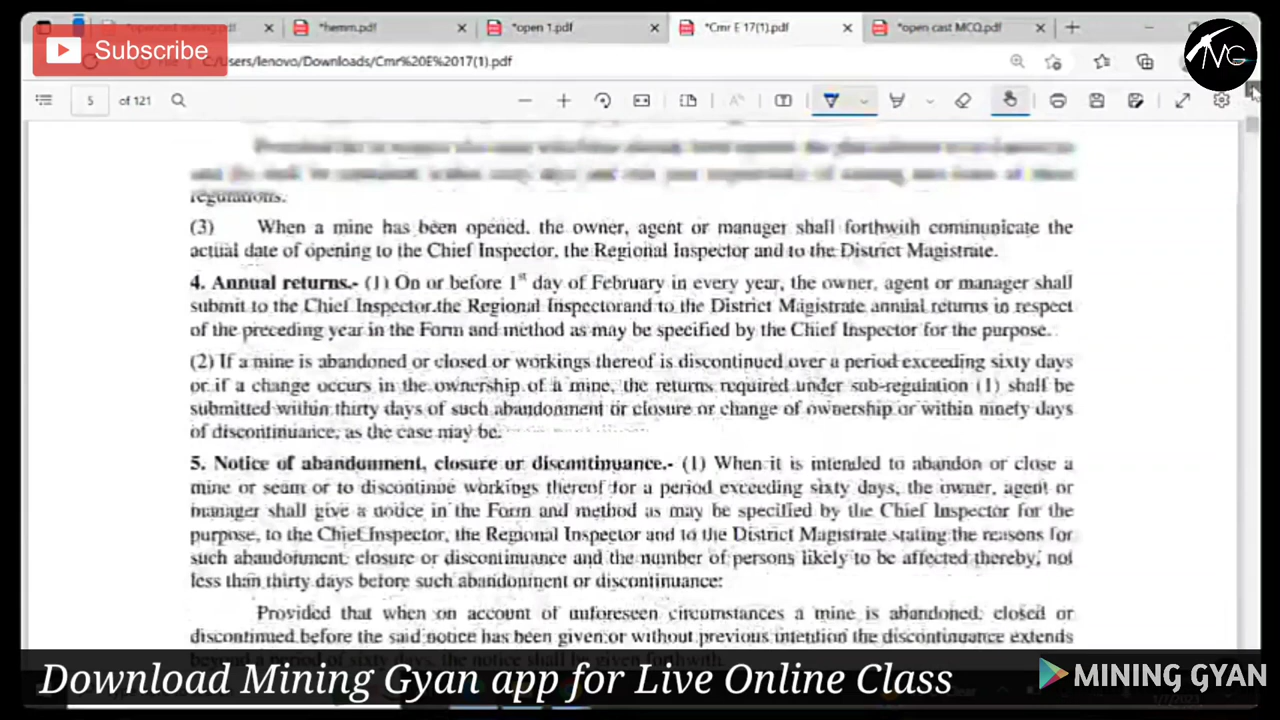 *hemm.pdf
*open 1.pdf
*Cmr E 17(1).pdf
*open cast MCQ.pdf
Subscribe
C:/Users/lenovo/Downloads/Cmr%20E%2017(1).pdf
MG
5 of 121
regulations.
(3) When a mine has been opened, the owner, agent or manager shall forthwith communicate the
actual date of opening to the Chief Inspector, the Regional Inspector and to the District Magistrate.
4. Annual returns.- (1) On or before 1st day of February in every year, the owner, agent or manager shall
submit to the Chief Inspector,the Regional Inspectorand to the District Magistrate annual returns in respect
of the preceding year in the Form and method as may be specified by the Chief Inspector for the purpose.
(2) If a mine is abandoned or closed or workings thereof is discontinued over a period exceeding sixty days
or if a change occurs in the ownership of a mine, the returns required under sub-regulation (1) shall be
submitted within thirty days of such abandonment or closure or change of ownership or within ninety days
of discontinuance, as the case may be.
5. Notice of abandonment, closure or discontinuance.- (1) When it is intended to abandon or close a
mine or seam or to discontinue workings thereof for a period exceeding sixty days, the owner, agent or
manager shall give a notice in the Form and method as may be specified by the Chief Inspector for the
purpose, to the Chief Inspector, the Regional Inspector and to the District Magistrate stating the reasons for
such abandonment, closure or discontinuance and the number of persons likely to be affected thereby, not
less than thirty days before such abandonment or discontinuance:
Provided that when on account of unforeseen circumstances a mine is abandoned, closed or
discontinued before the said notice has been given or without previous intention the discontinuance extends
beyond a period of sixty days, the notice shall be given forthwith.
Download Mining Gyan app for Live Online Class
MINING GYAN